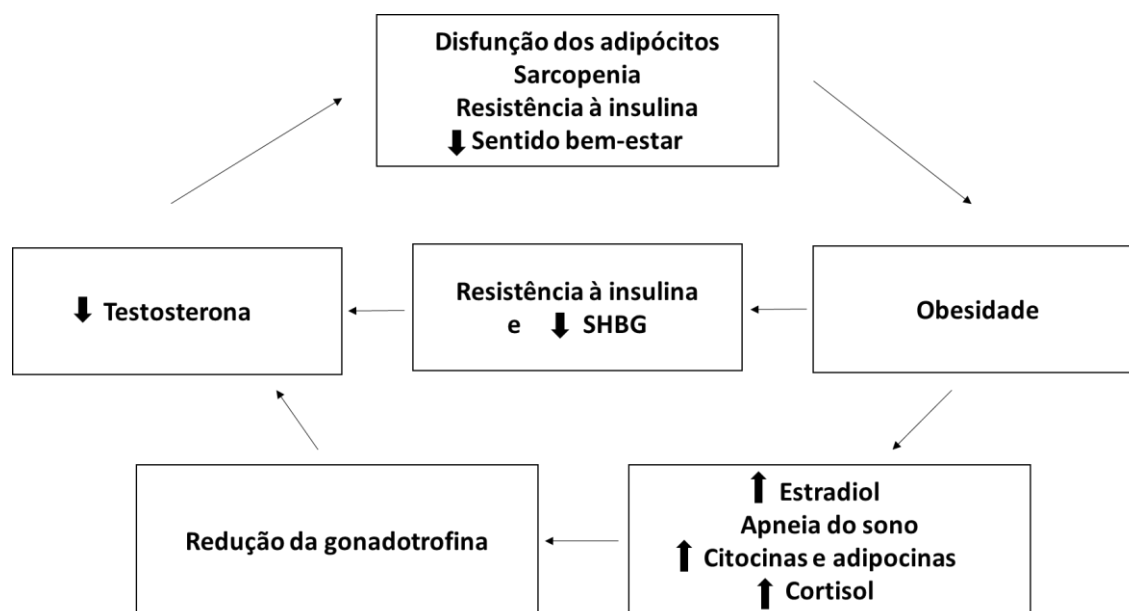 Disfunção dos adipócitos
Sarcopenia
Resistência à insulina
⬇ Sentido bem-estar
⬇ Testosterona
Resistência à insulina
e ⬇ SHBG
Obesidade
Redução da gonadotrofina
⬆ Estradiol
Apneia do sono
⬆ Citocinas e adipocinas
⬆ Cortisol